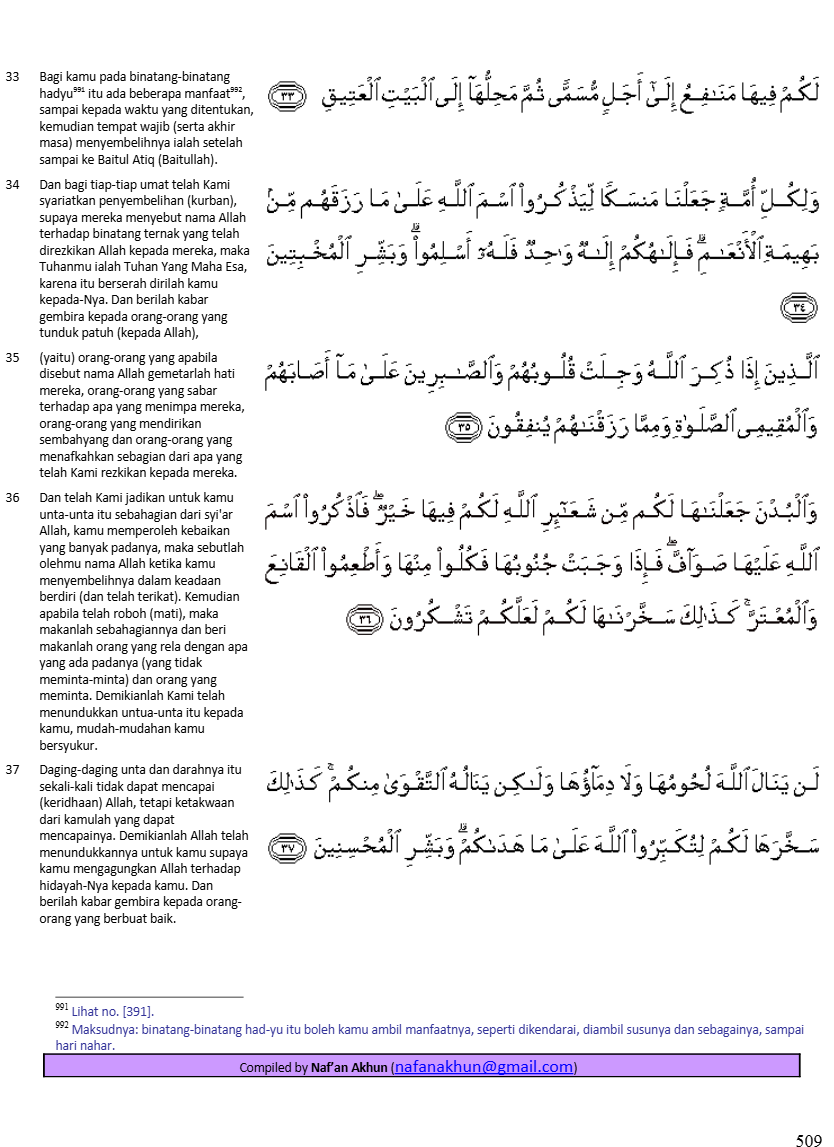 33 Bagi kamu pada binatang-binatang
hadyu⁹⁹¹ itu ada beberapa manfaat⁹⁹²,
sampai kepada waktu yang ditentukan,
kemudian tempat wajib (serta akhir
masa) menyembelihnya ialah setelah
sampai ke Baitul Atiq (Baitullah).
لَكُمْ فِيهَا مَنَـٰفِعُ إِلَىٰٓ أَجَلٍ مُّسَمًّى ثُمَّ مَحِلُّهَآ إِلَى ٱلْبَيْتِ ٱلْعَتِيقِ ٣٣
34 Dan bagi tiap-tiap umat telah Kami
syariatkan penyembelihan (kurban),
supaya mereka menyebut nama Allah
terhadap binatang ternak yang telah
direzkikan Allah kepada mereka, maka
Tuhanmu ialah Tuhan Yang Maha Esa,
karena itu berserah dirilah kamu
kepada-Nya. Dan berilah kabar
gembira kepada orang-orang yang
tunduk patuh (kepada Allah),
وَلِكُلِّ أُمَّةٍ جَعَلْنَا مَنسَكًا لِّيَذْكُرُوا۟ ٱسْمَ ٱللَّهِ عَلَىٰ مَا رَزَقَهُم مِّنۢ
بَهِيمَةِ ٱلْأَنْعَـٰمِ ۗ فَإِلَـٰهُكُمْ إِلَـٰهٌ وَٰحِدٌ فَلَهُۥٓ أَسْلِمُوا۟ ۗ وَبَشِّرِ ٱلْمُخْبِتِينَ
٣٤
35 (yaitu) orang-orang yang apabila
disebut nama Allah gemetarlah hati
mereka, orang-orang yang sabar
terhadap apa yang menimpa mereka,
orang-orang yang mendirikan
sembahyang dan orang-orang yang
menafkahkan sebagian dari apa yang
telah Kami rezkikan kepada mereka.
ٱلَّذِينَ إِذَا ذُكِرَ ٱللَّهُ وَجِلَتْ قُلُوبُهُمْ وَٱلصَّـٰبِرِينَ عَلَىٰ مَآ أَصَابَهُمْ
وَٱلْمُقِيمِى ٱلصَّلَوٰةِ وَمِمَّا رَزَقْنَـٰهُمْ يُنفِقُونَ ٣٥
36 Dan telah Kami jadikan untuk kamu
unta-unta itu sebahagian dari syi'ar
Allah, kamu memperoleh kebaikan
yang banyak padanya, maka sebutlah
olehmu nama Allah ketika kamu
menyembelihnya dalam keadaan
berdiri (dan telah terikat). Kemudian
apabila telah roboh (mati), maka
makanlah sebahagiannya dan beri
makanlah orang yang rela dengan apa
yang ada padanya (yang tidak
meminta-minta) dan orang yang
meminta. Demikianlah Kami telah
menundukkan untua-unta itu kepada
kamu, mudah-mudahan kamu
bersyukur.
وَٱلْبُدْنَ جَعَلْنَـٰهَا لَكُم مِّن شَعَـٰٓئِرِ ٱللَّهِ لَكُمْ فِيهَا خَيْرٌ ۖ فَٱذْكُرُوا۟ ٱسْمَ
ٱللَّهِ عَلَيْهَا صَوَآفَّ ۖ فَإِذَا وَجَبَتْ جُنُوبُهَا فَكُلُوا۟ مِنْهَا وَأَطْعِمُوا۟ ٱلْقَانِعَ
وَٱلْمُعْتَرَّ ۚ كَذَٰلِكَ سَخَّرْنَـٰهَا لَكُمْ لَعَلَّكُمْ تَشْكُرُونَ ٣٦
37 Daging-daging unta dan darahnya itu
sekali-kali tidak dapat mencapai
(keridhaan) Allah, tetapi ketakwaan
dari kamulah yang dapat
mencapainya. Demikianlah Allah telah
menundukkannya untuk kamu supaya
kamu mengagungkan Allah terhadap
hidayah-Nya kepada kamu. Dan
berilah kabar gembira kepada orang-
orang yang berbuat baik.
لَن يَنَالَ ٱللَّهَ لُحُومُهَا وَلَا دِمَآؤُهَا وَلَـٰكِن يَنَالُهُ ٱلتَّقْوَىٰ مِنكُمْ ۚ كَذَٰلِكَ
سَخَّرَهَا لَكُمْ لِتُكَبِّرُوا۟ ٱللَّهَ عَلَىٰ مَا هَدَىٰكُمْ ۗ وَبَشِّرِ ٱلْمُحْسِنِينَ ٣٧
⁹⁹¹ Lihat no. [391].
⁹⁹² Maksudnya: binatang-binatang had-yu itu boleh kamu ambil manfaatnya, seperti dikendarai, diambil susunya dan sebagainya, sampai
hari nahar.
Compiled by Naf'an Akhun (nafanakhun@gmail.com)
509